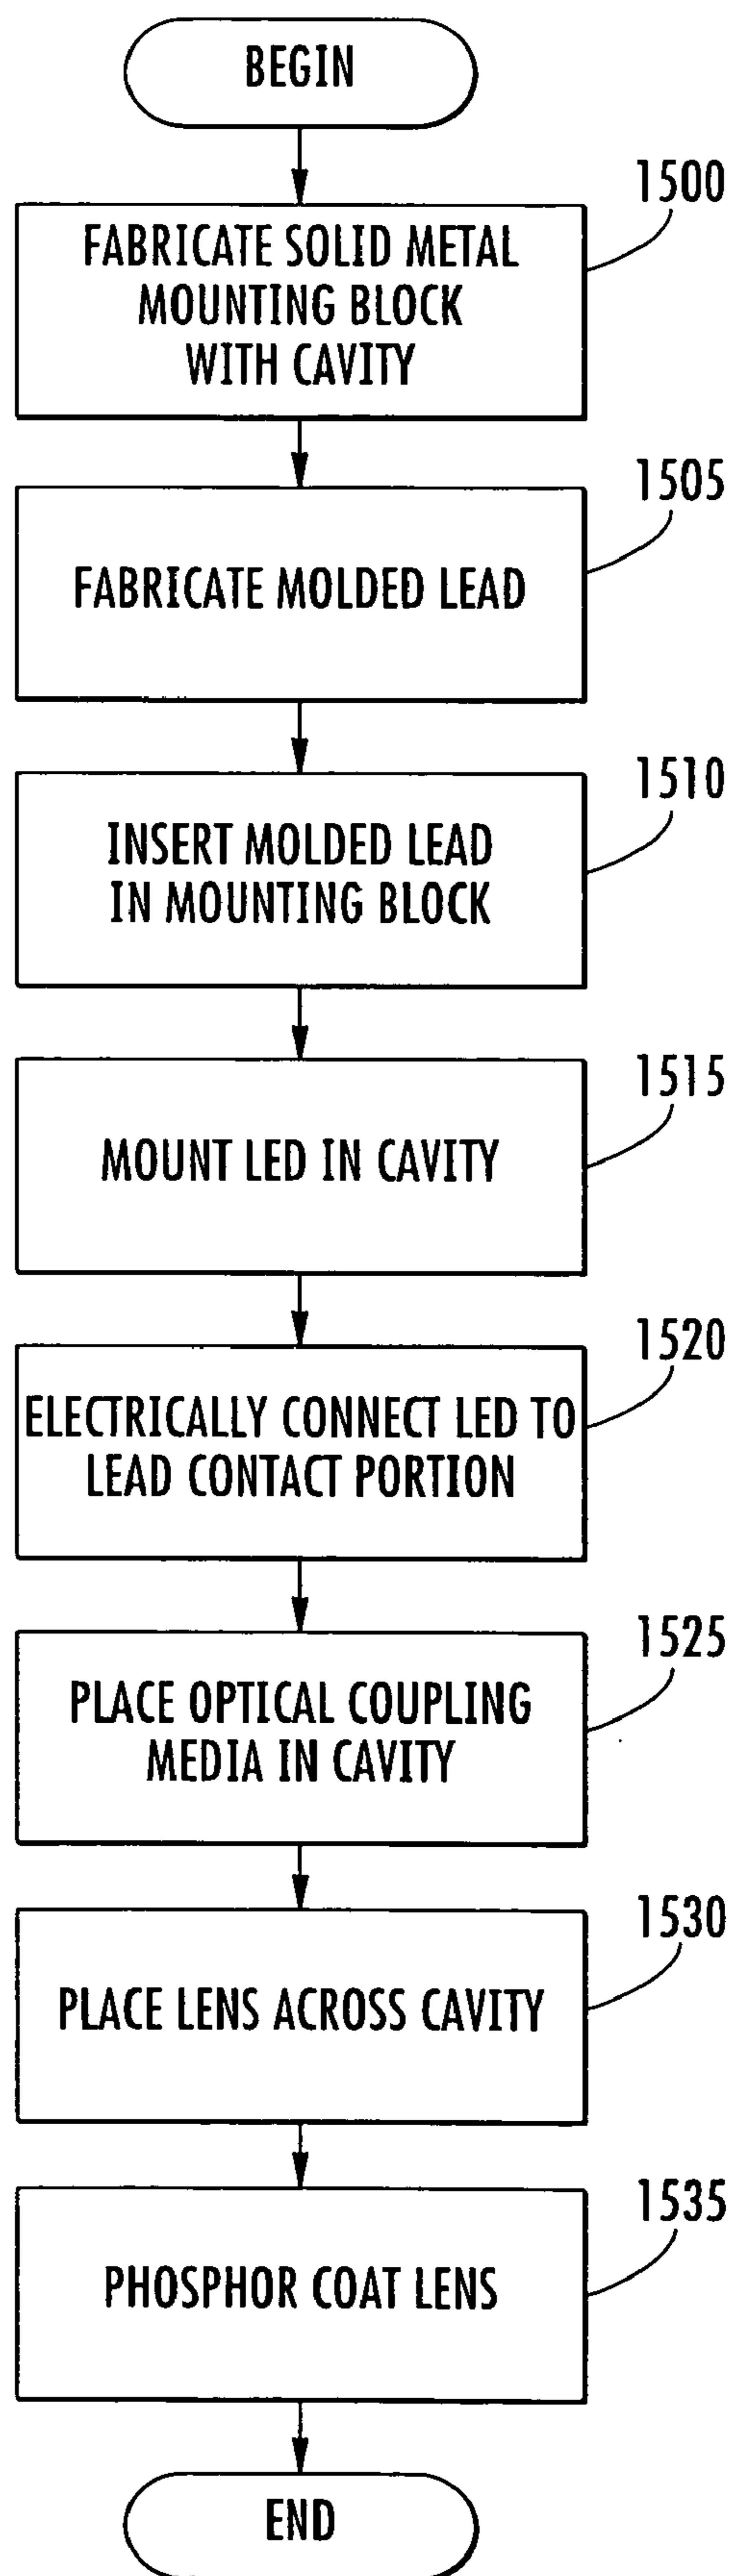 BEGIN
1500
FABRICATE SOLID METAL
MOUNTING BLOCK
WITH CAVITY
1505
FABRICATE MOLDED LEAD
1510
INSERT MOLDED LEAD
IN MOUNTING BLOCK
1515
MOUNT LED IN CAVITY
1520
ELECTRICALLY CONNECT LED TO
LEAD CONTACT PORTION
1525
PLACE OPTICAL COUPLING
MEDIA IN CAVITY
1530
PLACE LENS ACROSS CAVITY
1535
PHOSPHOR COAT LENS
END